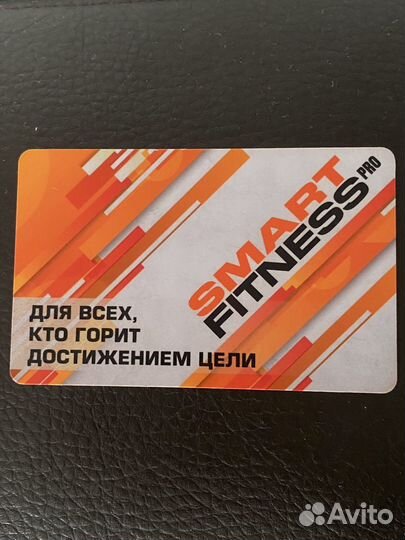 SMART
FITNESS PRO
ДЛЯ ВСЕХ,
КТО ГОРИТ
ДОСТИЖЕНИЕМ ЦЕЛИ
Avito